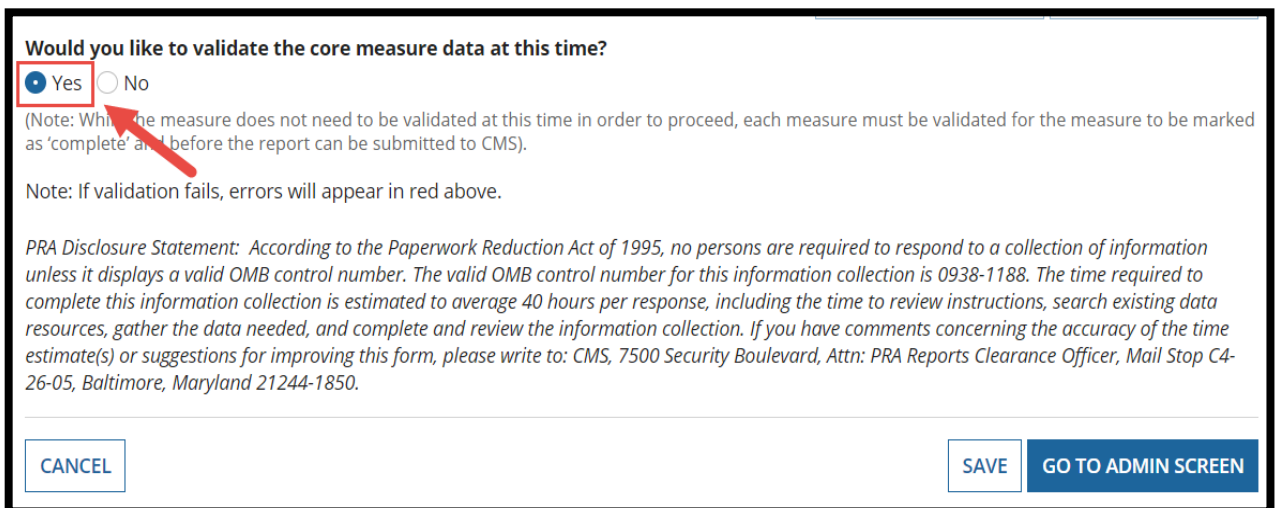 Would you like to validate the core measure data at this time?
Yes No
(Note: Whi he measure does not need to be validated at this time in order to proceed, each measure must be validated for the measure to be marked
as ‘complete’ a before the report can be submitted to CMS).
Note: If validation fails, errors will appear in red above.
PRA Disclosure Statement:  According to the Paperwork Reduction Act of 1995, no persons are required to respond to a collection of information
unless it displays a valid OMB control number. The valid OMB control number for this information collection is 0938-1188. The time required to
complete this information collection is estimated to average 40 hours per response, including the time to review instructions, search existing data
resources, gather the data needed, and complete and review the information collection. If you have comments concerning the accuracy of the time
estimate(s) or suggestions for improving this form, please write to: CMS, 7500 Security Boulevard, Attn: PRA Reports Clearance Officer, Mail Stop C4-
26-05, Baltimore, Maryland 21244-1850.
CANCEL SAVE GO TO ADMIN SCREEN